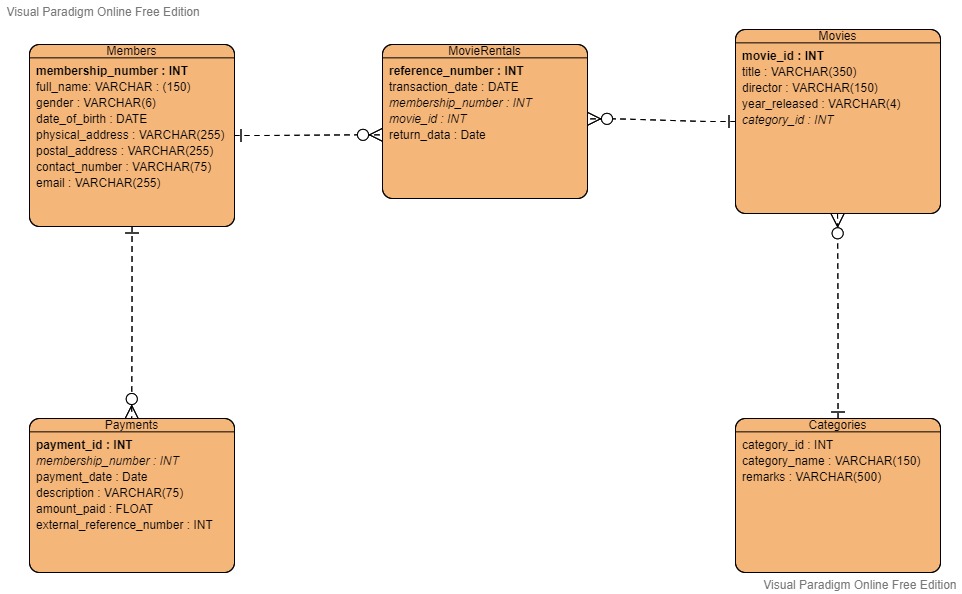 Visual Paradigm Online Free Edition
Members
membership_number : INT
full_name: VARCHAR : (150)
gender : VARCHAR(6)
date_of_birth : DATE
physical_address : VARCHAR(255)
postal_address : VARCHAR(255)
contact_number : VARCHAR(75)
email : VARCHAR(255)
MovieRentals
reference_number : INT
transaction_date : DATE
membership_number : INT
movie_id : INT
return_data : Date
Movies
movie_id : INT
title : VARCHAR(350)
director : VARCHAR(150)
year_released : VARCHAR(4)
category_id : INT
Payments
payment_id : INT
membership_number : INT
payment_date : Date
description : VARCHAR(75)
amount_paid : FLOAT
external_reference_number : INT
Categories
category_id : INT
category_name : VARCHAR(150)
remarks : VARCHAR(500)
Visual Paradigm Online Free Edition